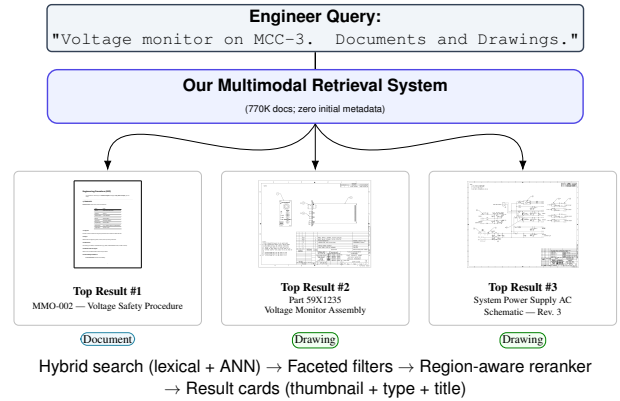 Engineer Query:
"Voltage monitor on MCC-3. Documents and Drawings."
Our Multimodal Retrieval System
(770K docs; zero initial metadata)
Top Result #1
MMO-002 — Voltage Safety Procedure
Document
Top Result #2
Part 59X1235
Voltage Monitor Assembly
Drawing
Top Result #3
System Power Supply AC
Schematic — Rev. 3
Drawing
Hybrid search (lexical + ANN) → Faceted filters → Region-aware reranker
→ Result cards (thumbnail + type + title)